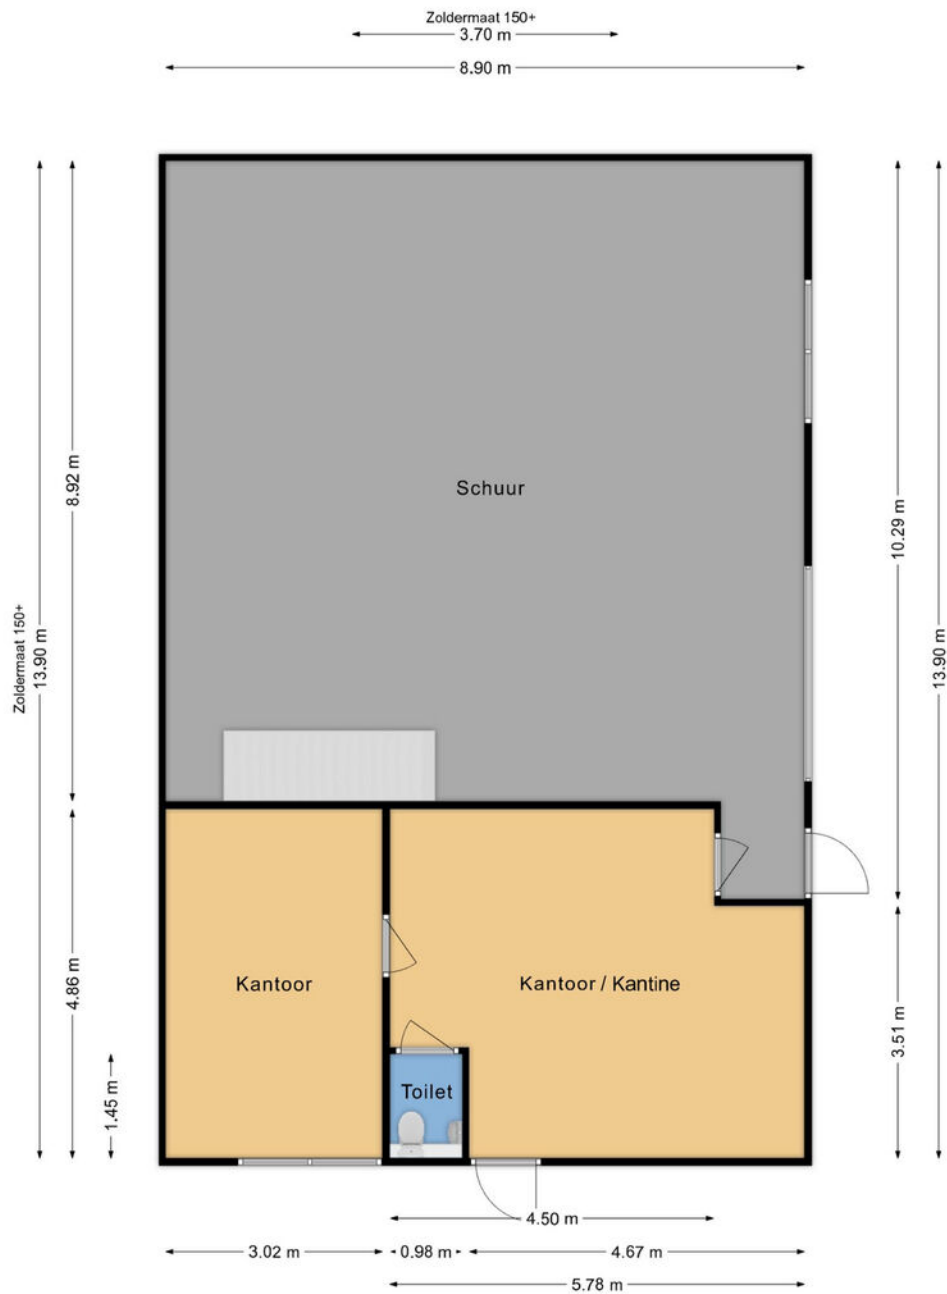 Zoldermaat 150+
3.70 m
8.90 m
Zoldermaat 150+
13.90 m
8.92 m
Schuur
10.29 m
13.90 m
4.86 m
Kantoor
Kantoor / Kantine
3.51 m
1.45 m
Toilet
4.50 m
3.02 m
0.98 m
4.67 m
5.78 m